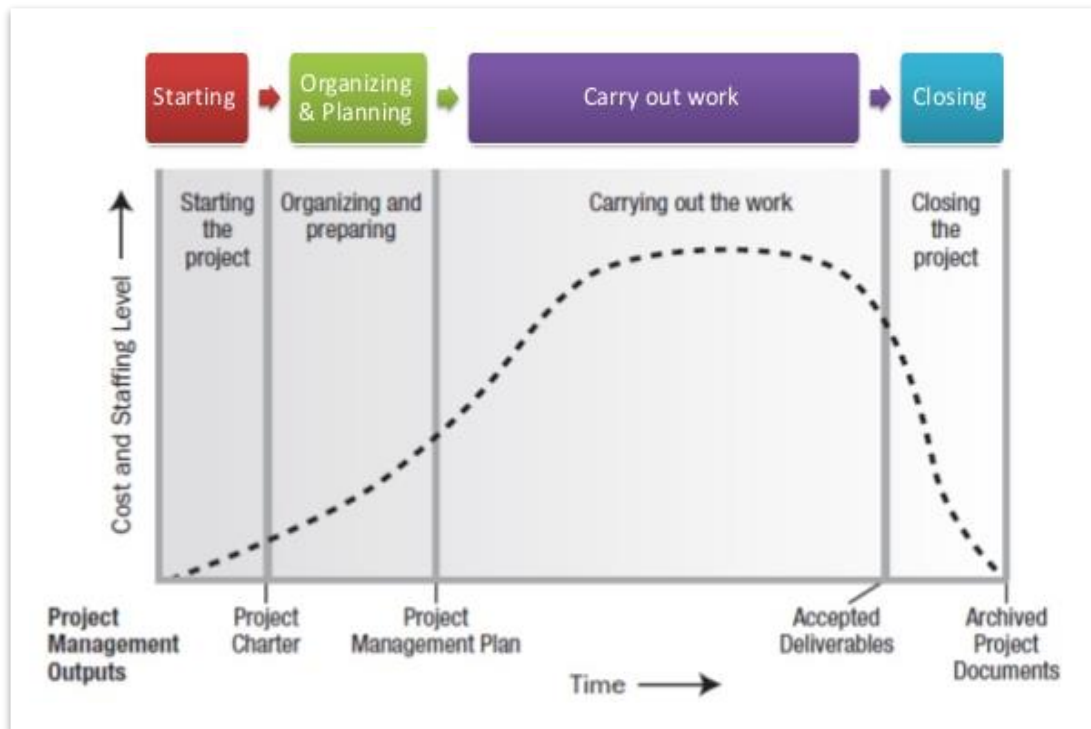 Starting
Organizing
& Planning
Carry out work
Closing
Starting
the
project
Organizing and
preparing
Carrying out the work
Closing
the
project
Cost and Staffing Level
Project
Management
Outputs
Project
Charter
Project
Management Plan
Accepted
Deliverables
Archived
Project
Documents
Time